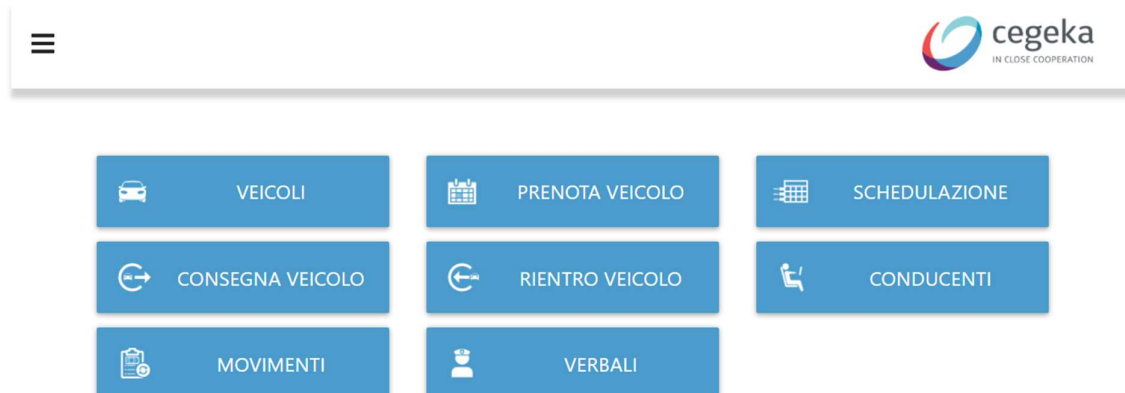 cegeka
IN CLOSE COOPERATION
VEICOLI
PRENOTA VEICOLO
SCHEDULAZIONE
CONSEGNA VEICOLO
RIENTRO VEICOLO
CONDUCENTI
MOVIMENTI
VERBALI